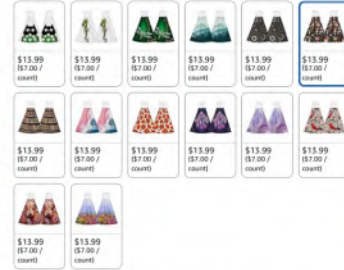 $13.99 $13.99 $13.99 $13.99 $13.99 $13.99
($7.00 / ($7.00 / ($7.00 / ($7.00 / ($7.00 / ($7.00 /
count) count) count) count) count) count)
$13.99 $13.99 $13.99 $13.99 $13.99 $13.99
($7.00 / ($7.00 / ($7.00 / ($7.00 / ($7.00 / ($7.00 /
count) count) count) count) count) count)
$13.99 $13.99
($7.00 / ($7.00 /
count) count)